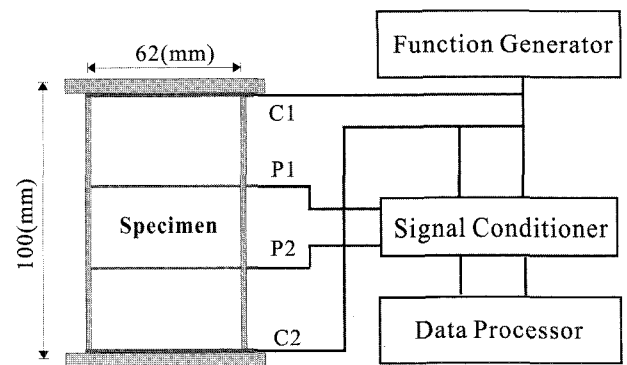 62(mm)
Function Generator
C1
P1
100(mm)
Specimen
Signal Conditioner
P2
C2
Data Processor